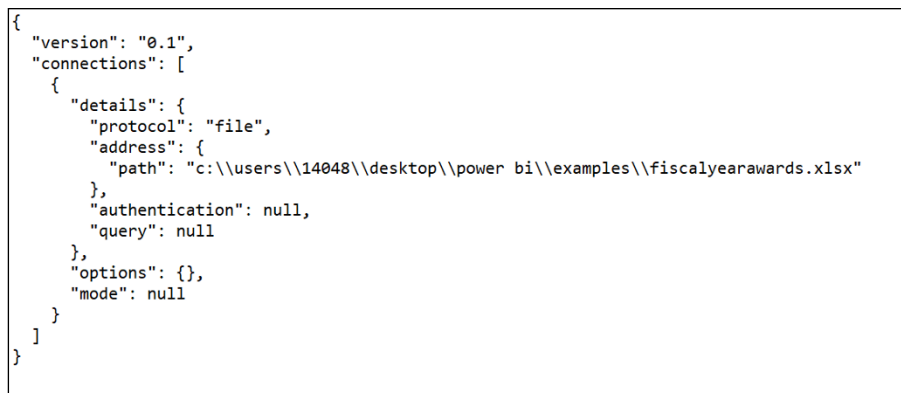 {
  "version": "0.1",
  "connections": [
    {
      "details": {
        "protocol": "file",
        "address": {
          "path": "c:\\users\\14048\\desktop\\power bi\\examples\\fiscalyearawards.xlsx"
        },
        "authentication": null,
        "query": null
      },
      "options": {},
      "mode": null
    }
  ]
}